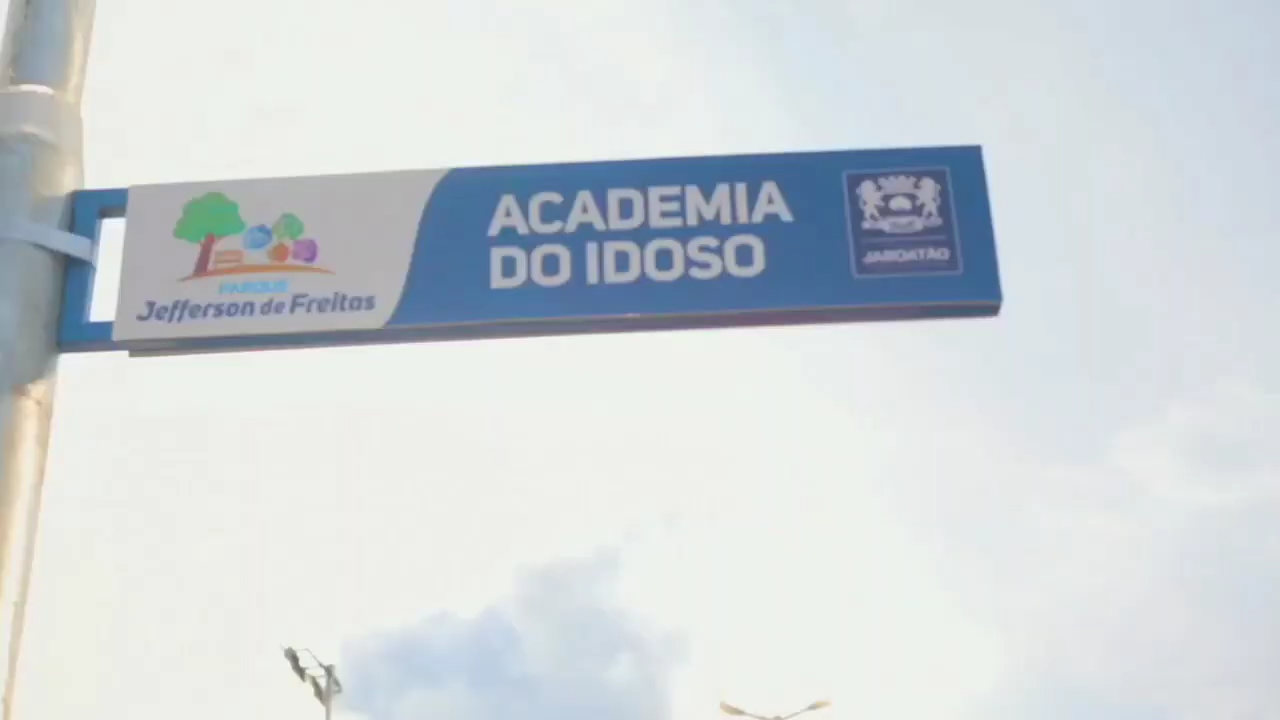 PARQUE
Jefferson de Freitas
ACADEMIA
DO IDOSO
JABOATÃO